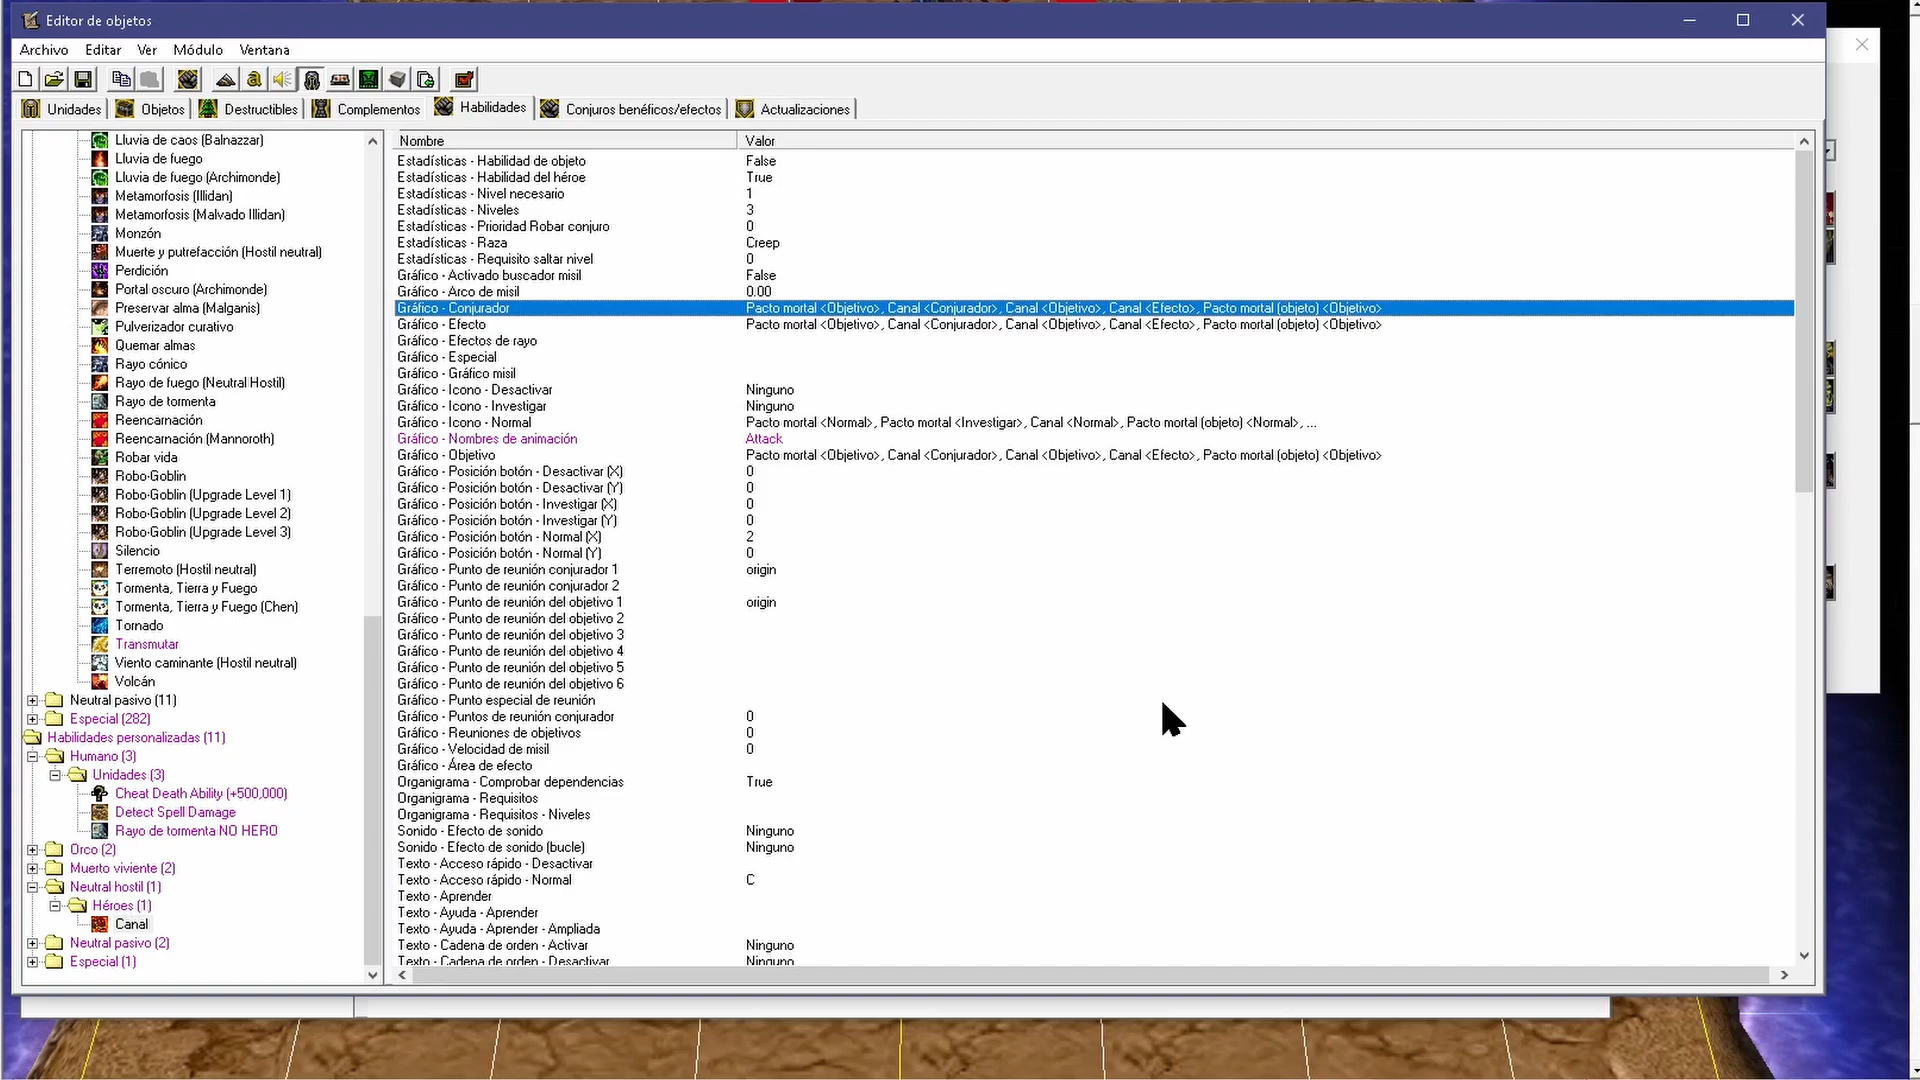 Editor de objetos
Archivo Editar Ver Módulo Ventana
Unidades Objetos Destructibles Complementos Habilidades Conjuros benéficos/efectos Actualizaciones
Lluvia de caos (Balnazzar)
Lluvia de fuego
Lluvia de fuego (Archimonde)
Metamorfosis (Illidan)
Metamorfosis (Malvado Illidan)
Monzón
Muerte y putrefacción (Hostil neutral)
Perdición
Portal oscuro (Archimonde)
Preservar alma (Malganis)
Pulverizador curativo
Quemar almas
Rayo cónico
Rayo de fuego (Neutral Hostil)
Rayo de tormenta
Reencarnación
Reencarnación (Mannoroth)
Robar vida
Robo-Goblin
Robo-Goblin (Upgrade Level 1)
Robo-Goblin (Upgrade Level 2)
Robo-Goblin (Upgrade Level 3)
Silencio
Terremoto (Hostil neutral)
Tormenta, Tierra y Fuego
Tormenta, Tierra y Fuego (Chen)
Tornado
Transmutar
Viento caminante (Hostil neutral)
Volcán
Neutral pasivo (11)
Especial (282)
Habilidades personalizadas (11)
Humano (3)
Unidades (3)
Cheat Death Ability (+500,000)
Detect Spell Damage
Rayo de tormenta NO HERO
Orco (2)
Muerto viviente (2)
Neutral hostil (1)
Héroes (1)
Canal
Neutral pasivo (2)
Especial (1)
Nombre Valor
Estadísticas - Habilidad de objeto False
Estadísticas - Habilidad del héroe True
Estadísticas - Nivel necesario 1
Estadísticas - Niveles 3
Estadísticas - Prioridad Robar conjuro 0
Estadísticas - Raza Creep
Estadísticas - Requisito saltar nivel 0
Gráfico - Activado buscador misil False
Gráfico - Arco de misil 0.00
Gráfico - Conjurador Pacto mortal <Objetivo>, Canal <Conjurador>, Canal <Objetivo>, Canal <Efecto>, Pacto mortal (objeto) <Objetivo>
Gráfico - Efecto Pacto mortal <Objetivo>, Canal <Conjurador>, Canal <Objetivo>, Canal <Efecto>, Pacto mortal (objeto) <Objetivo>
Gráfico - Efectos de rayo
Gráfico - Especial
Gráfico - Gráfico misil
Gráfico - Icono - Desactivar Ninguno
Gráfico - Icono - Investigar Ninguno
Gráfico - Icono - Normal Pacto mortal <Normal>, Pacto mortal <Investigar>, Canal <Normal>, Pacto mortal (objeto) <Normal>, ...
Gráfico - Nombres de animación Attack
Gráfico - Objetivo Pacto mortal <Objetivo>, Canal <Conjurador>, Canal <Objetivo>, Canal <Efecto>, Pacto mortal (objeto) <Objetivo>
Gráfico - Posición botón - Desactivar (X) 0
Gráfico - Posición botón - Desactivar (Y) 0
Gráfico - Posición botón - Investigar (X) 0
Gráfico - Posición botón - Investigar (Y) 0
Gráfico - Posición botón - Normal (X) 2
Gráfico - Posición botón - Normal (Y) 0
Gráfico - Punto de reunión conjurador 1 origin
Gráfico - Punto de reunión conjurador 2
Gráfico - Punto de reunión del objetivo 1 origin
Gráfico - Punto de reunión del objetivo 2
Gráfico - Punto de reunión del objetivo 3
Gráfico - Punto de reunión del objetivo 4
Gráfico - Punto de reunión del objetivo 5
Gráfico - Punto de reunión del objetivo 6
Gráfico - Punto especial de reunión
Gráfico - Puntos de reunión conjurador 0
Gráfico - Reuniones de objetivos 0
Gráfico - Velocidad de misil 0
Gráfico - Área de efecto
Organigrama - Comprobar dependencias True
Organigrama - Requisitos
Organigrama - Requisitos - Niveles
Sonido - Efecto de sonido Ninguno
Sonido - Efecto de sonido (bucle) Ninguno
Texto - Acceso rápido - Desactivar
Texto - Acceso rápido - Normal C
Texto - Aprender
Texto - Ayuda - Aprender
Texto - Ayuda - Aprender - Ampliada
Texto - Cadena de orden - Activar Ninguno
Texto - Cadena de orden - Desactivar Ninguno